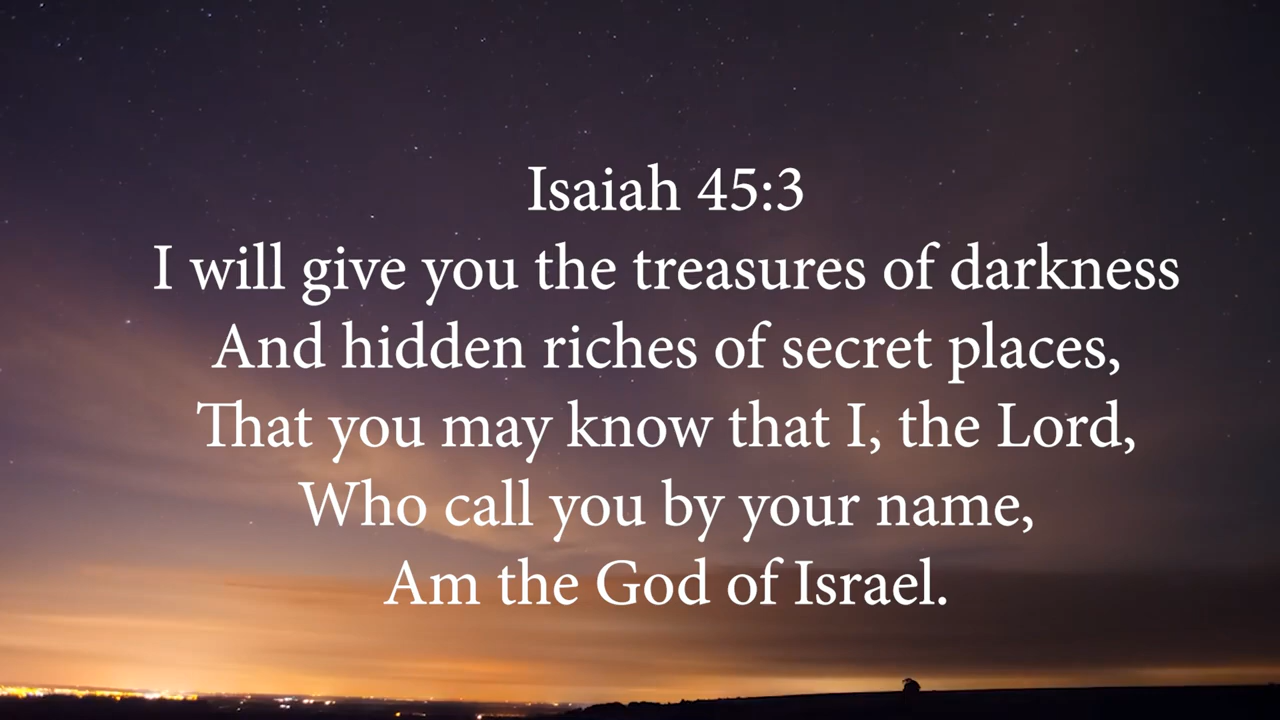 Isaiah 45:3
I will give you the treasures of darkness
And hidden riches of secret places,
That you may know that I, the Lord,
Who call you by your name,
Am the God of Israel.